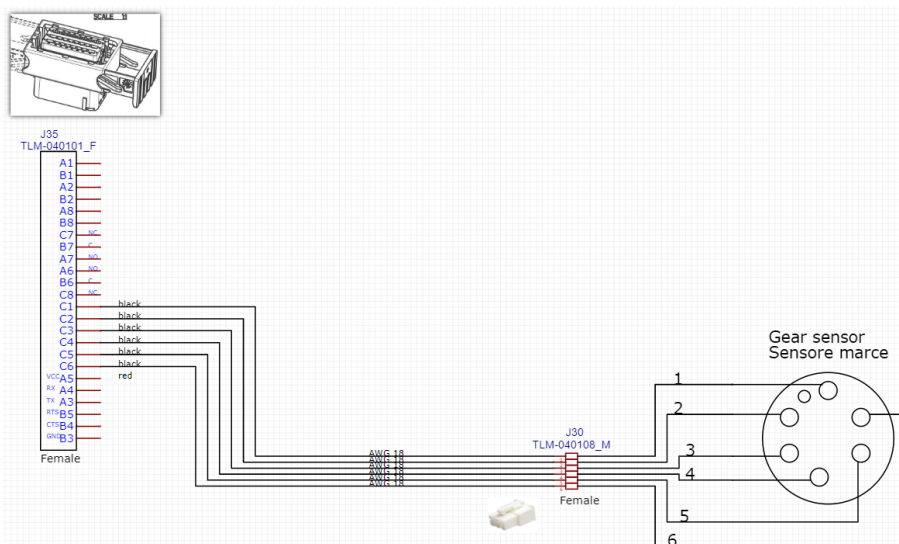 SCALE 1:1
J35
TLM-040101_F
A1
B1
A2
B2
A8
B8
C7 NC
B7 C
A7 NO
A6 NO
B6 C
C8 NC
C1 black
C2 black
C3 black
C4 black
C5 black
C6 black
VCC A5 red
RX A4
TX A3
RTS B5
CTS B4
GND B3
Female
AWG 18
AWG 18
AWG 18
AWG 18
AWG 18
AWG 18
J30
TLM-040108_M
Female
Gear sensor
Sensore marce
1
2
3
4
5
6